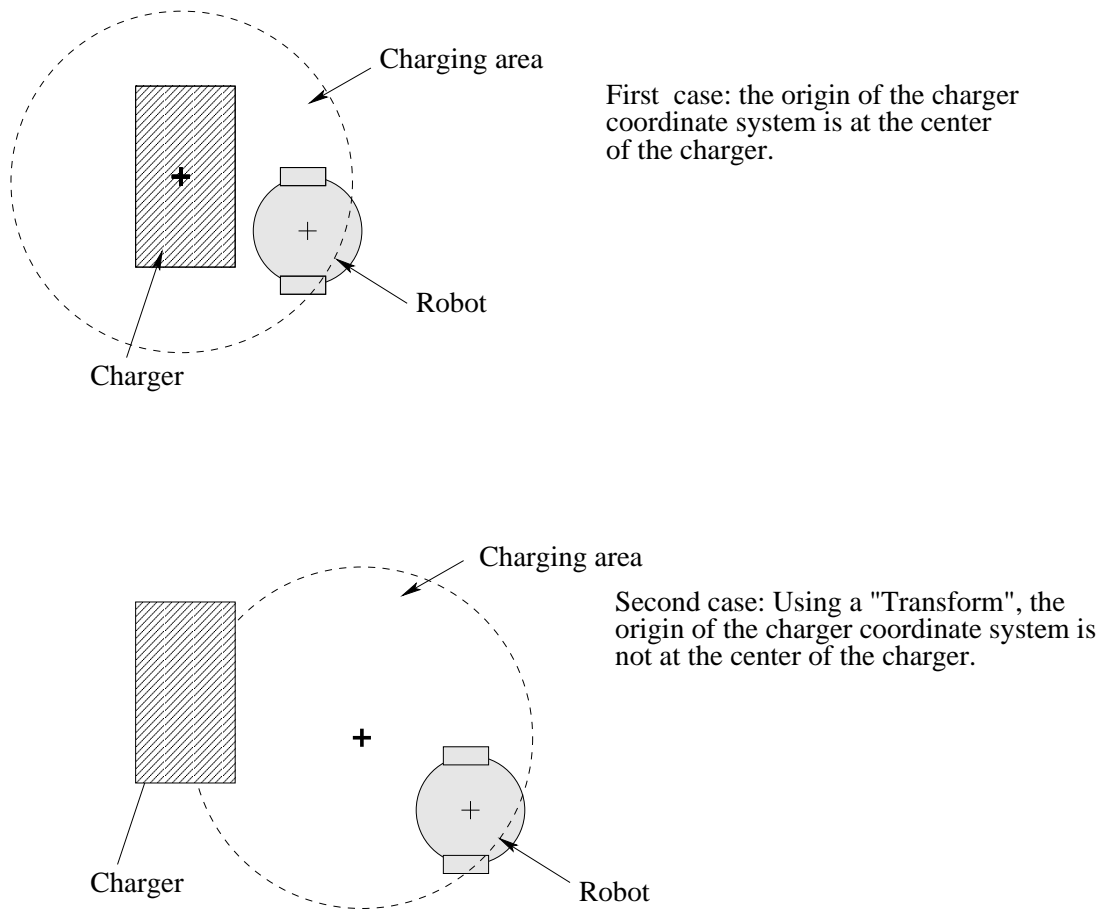 Charging area
First case: the origin of the charger
coordinate system is at the center
of the charger.
Robot
Charger
Charging area
Second case: Using a "Transform", the
origin of the charger coordinate system is
not at the center of the charger.
Charger
Robot